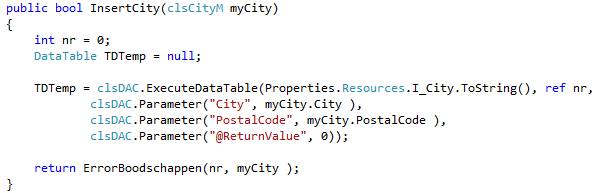 public bool InsertCity(clsCityM myCity)
{
    int nr = 0;
    DataTable TDTemp = null;

    TDTemp = clsDAC.ExecuteDataTable(Properties.Resources.I_City.ToString(), ref nr,
            clsDAC.Parameter("City", myCity.City ),
            clsDAC.Parameter("PostalCode", myCity.PostalCode ),
            clsDAC.Parameter("@ReturnValue", 0));

    return ErrorBoodschappen(nr, myCity );
}